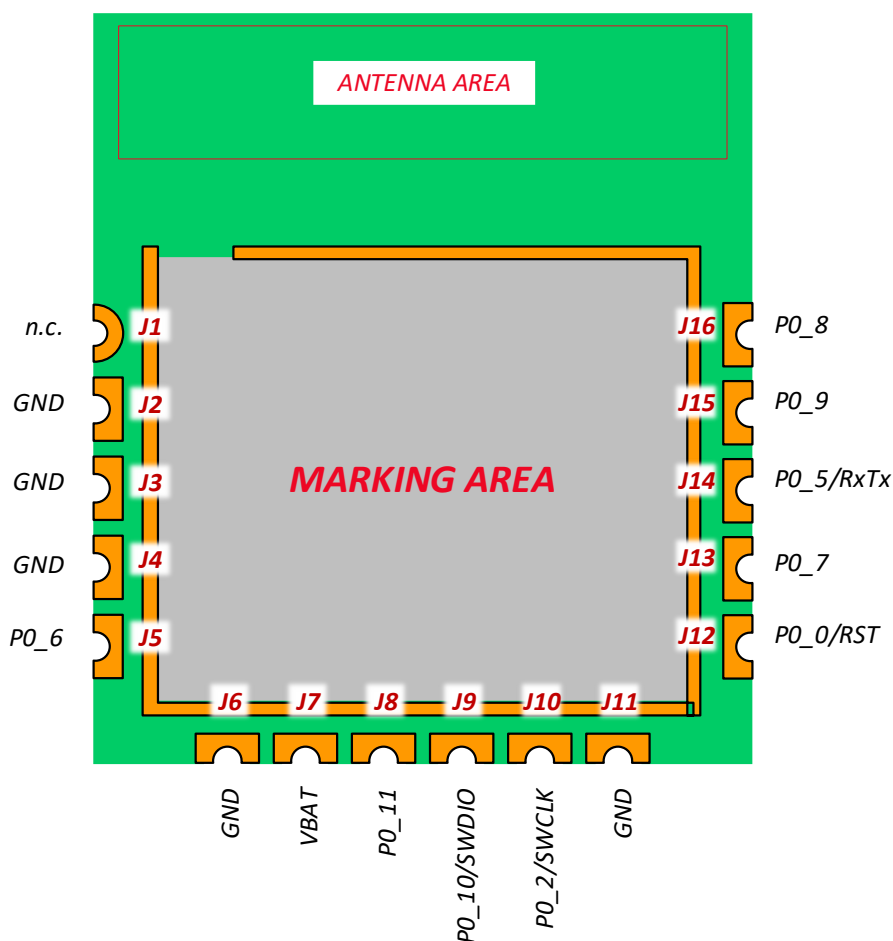 ANTENNA AREA
n.c.
J1
J16
P0_8
GND
J2
J15
P0_9
GND
J3
MARKING AREA
J14
P0_5/RxTx
GND
J4
J13
P0_7
P0_6
J5
J12
P0_0/RST
J6
J7
J8
J9
J10
J11
GND
VBAT
P0_11
P0_10/SWDIO
P0_2/SWCLK
GND